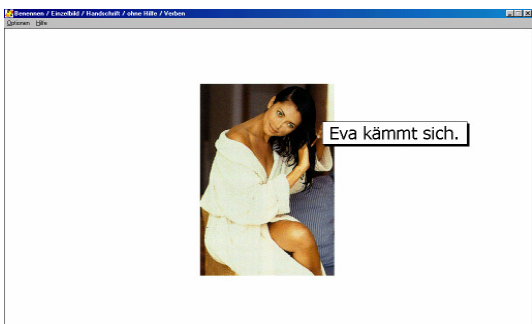 Benennen / Einzelbild / Handschrift / ohne Hilfe / Verben
Optionen Hilfe
Eva kämmt sich.